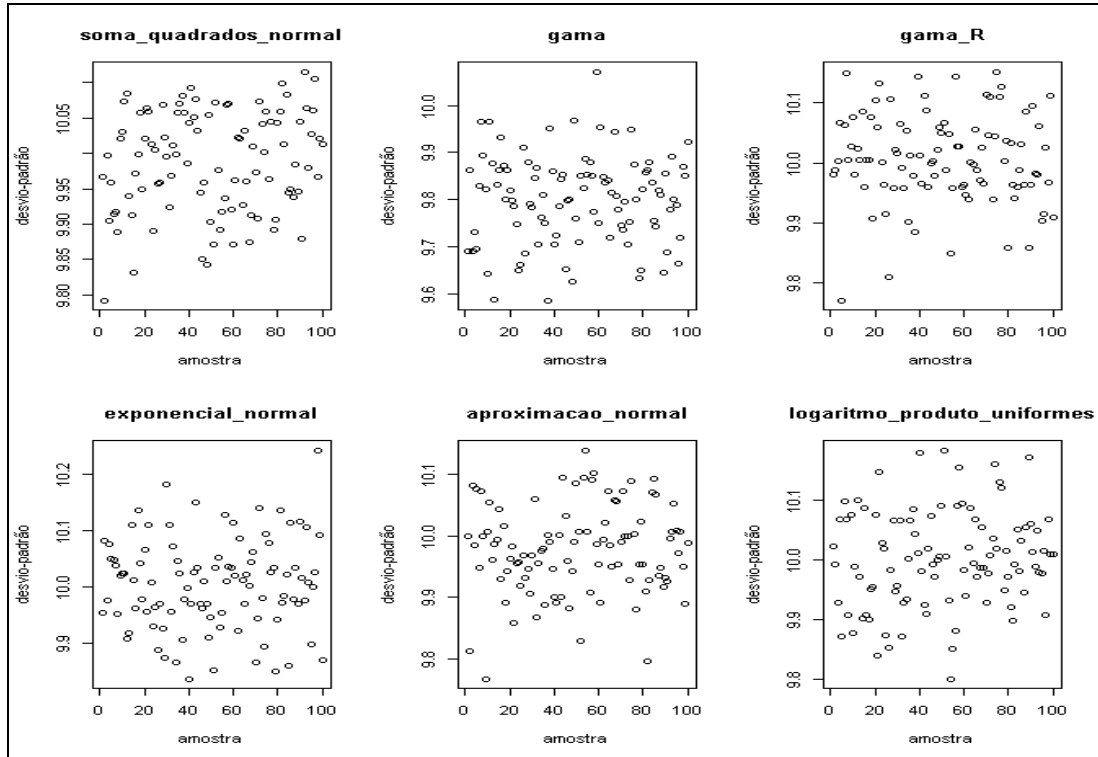 soma_quadrados_normal
desvio-padrão
10.05
9.95
9.90
9.85
9.80
0 20 40 60 80 100
amostra
gama
desvio-padrão
10.0
9.9
9.8
9.7
9.6
0 20 40 60 80 100
amostra
gama_R
desvio-padrão
10.1
10.0
9.9
9.8
0 20 40 60 80 100
amostra
exponencial_normal
desvio-padrão
10.2
10.1
10.0
9.9
0 20 40 60 80 100
amostra
aproximacao_normal
desvio-padrão
10.1
10.0
9.9
9.8
0 20 40 60 80 100
amostra
logaritmo_produto_uniformes
desvio-padrão
10.1
10.0
9.9
9.8
0 20 40 60 80 100
amostra